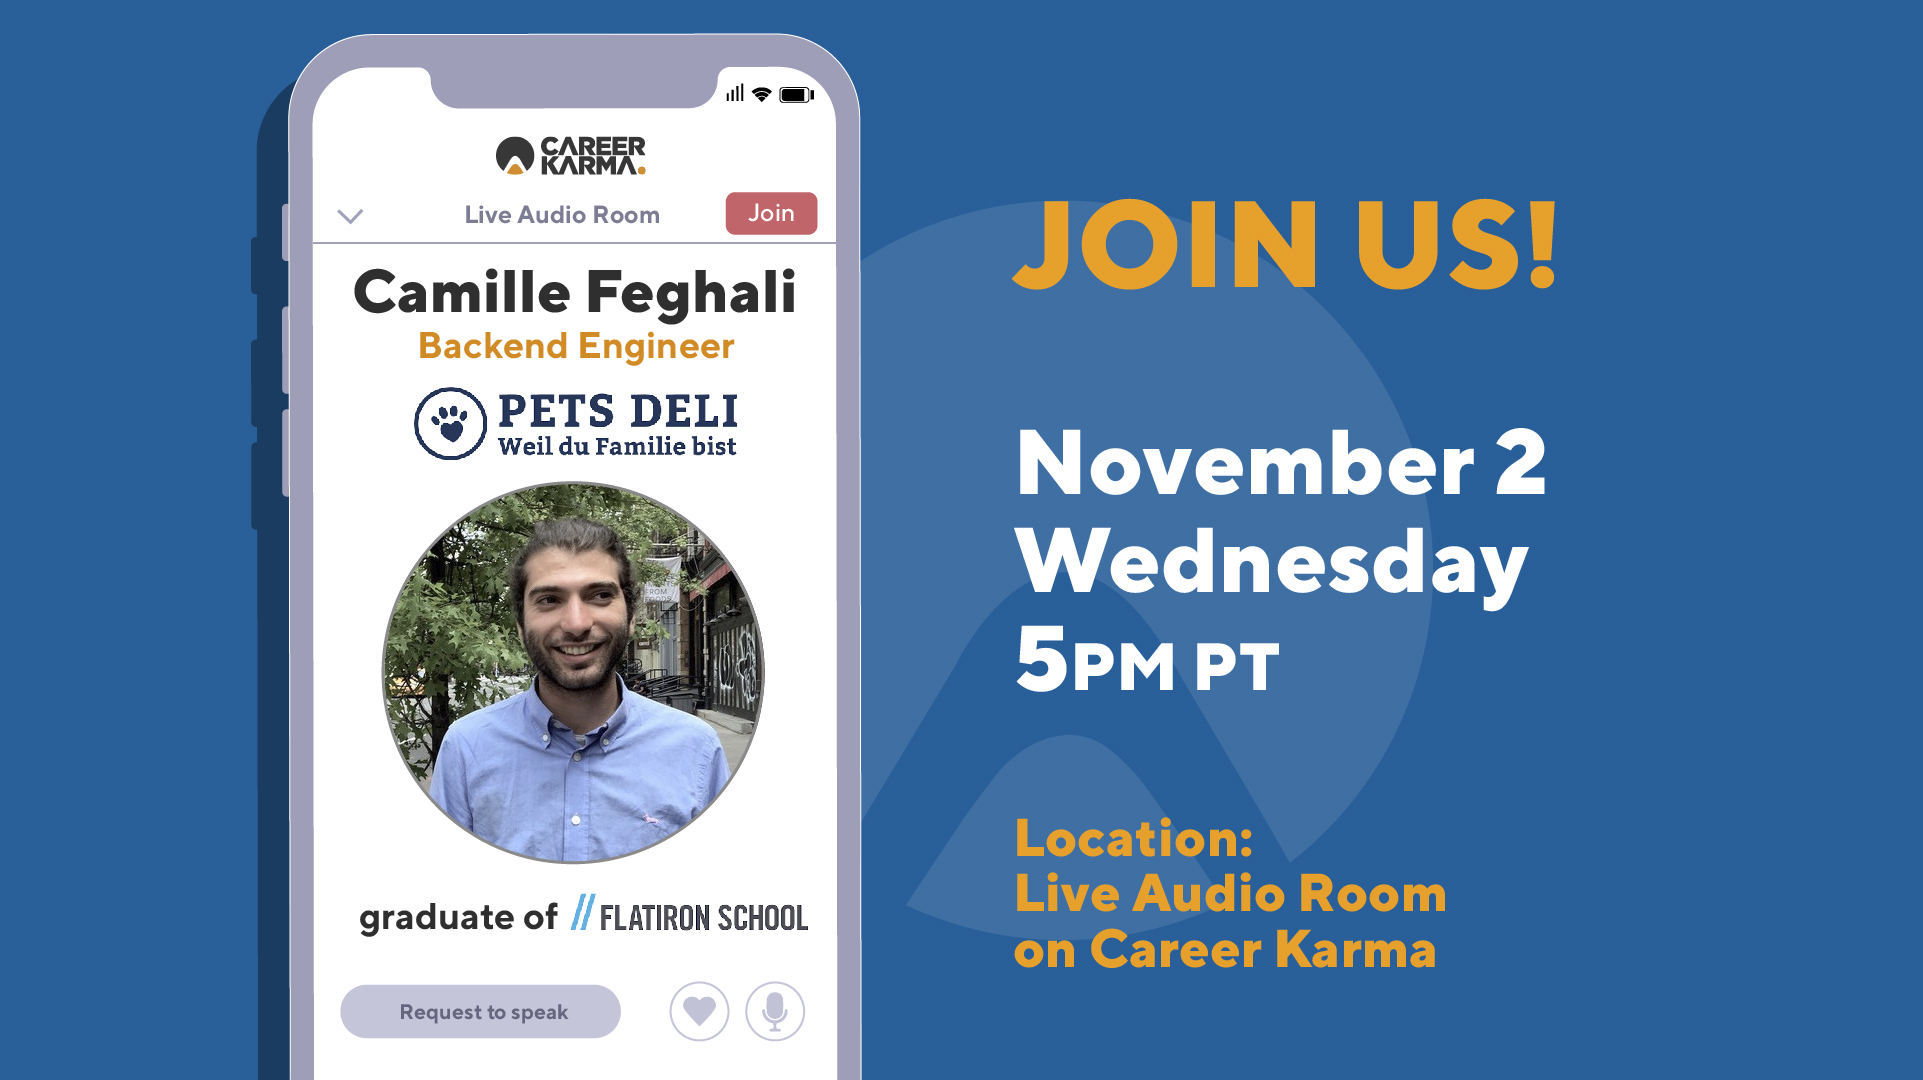 CAREER
KARMA.
Live Audio Room
Join
Camille Feghali
Backend Engineer
PETS DELI
Weil du Familie bist
FROM
graduate of // FLATIRON SCHOOL
Request to speak
JOIN US!
November 2
Wednesday
5PM PT
Location:
Live Audio Room
on Career Karma